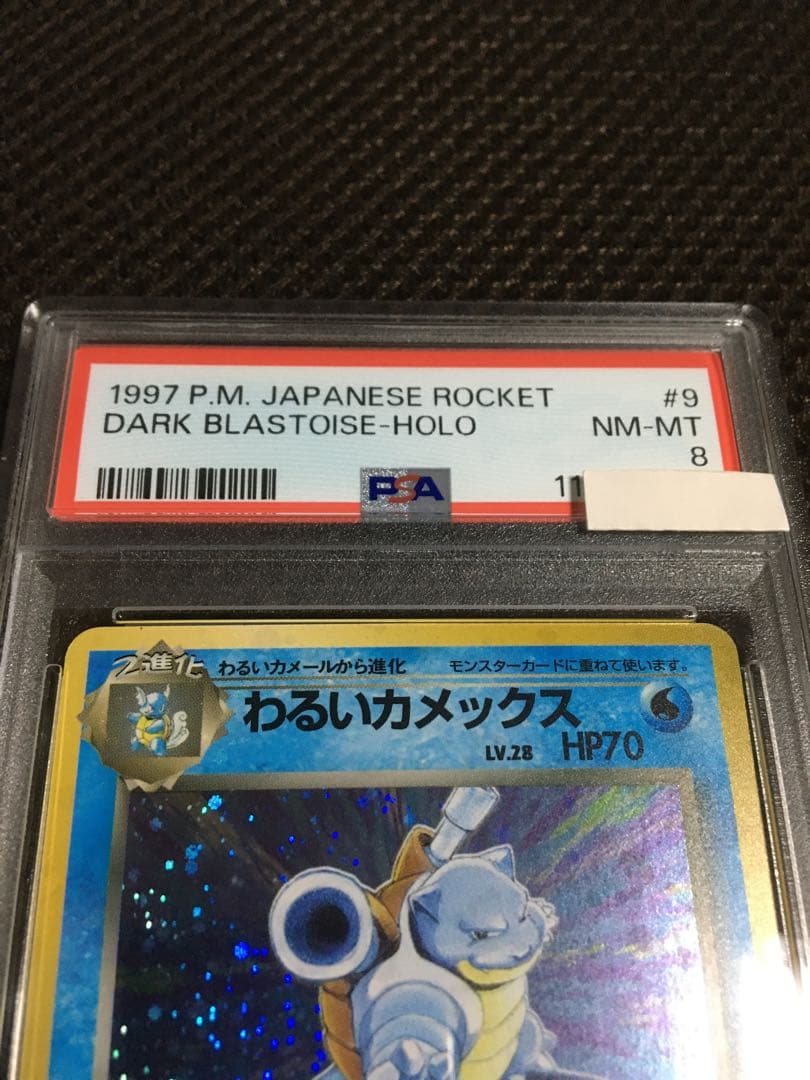 1997 P.M. JAPANESE ROCKET #9
DARK BLASTOISE-HOLO NM-MT
8
PSA 11
2進化 わるいカメールから進化 モンスターカードに重ねて使います。
わるいカメックス
LV.28 HP70